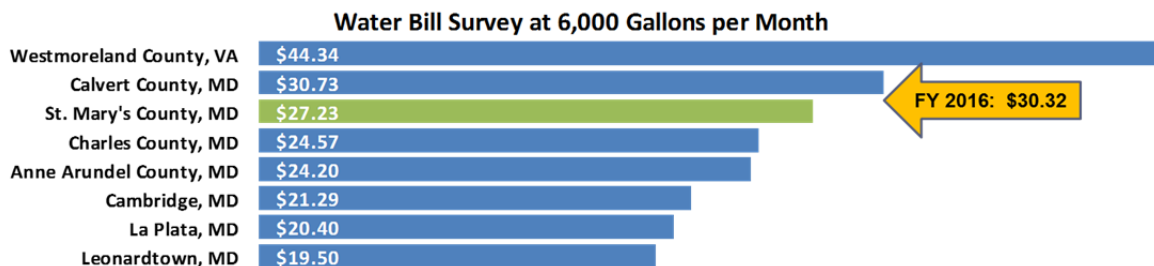 Water Bill Survey at 6,000 Gallons per Month
Westmoreland County, VA $44.34
Calvert County, MD $30.73
FY 2016: $30.32
St. Mary's County, MD $27.23
Charles County, MD $24.57
Anne Arundel County, MD $24.20
Cambridge, MD $21.29
La Plata, MD $20.40
Leonardtown, MD $19.50